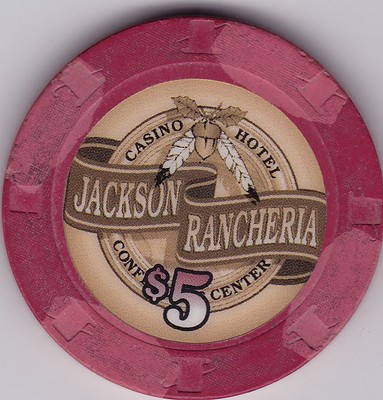 CASINO HOTEL
JACKSON
RANCHERIA
CONF CENTER
$5